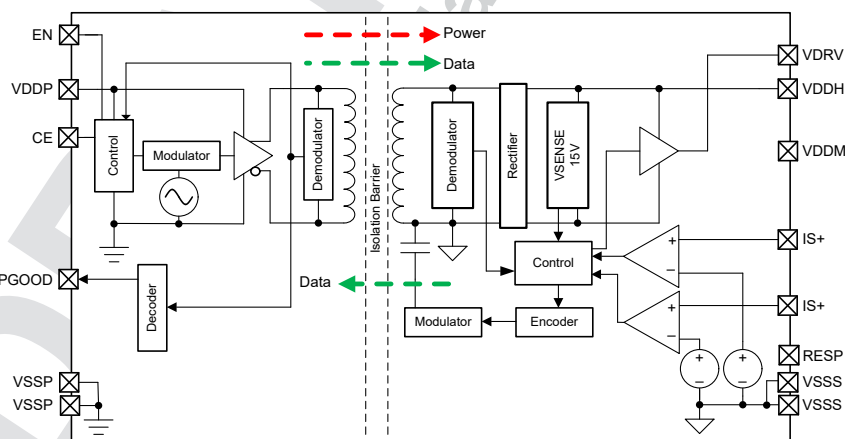 EN
VDDP
CE
PGOOD
VSSP
VSSP
Control
Modulator
Demodulator
Decoder
Power
Data
Data
Isolation Barrier
Demodulator
Rectifier
VSENSE
15V
Control
Modulator
Encoder
+
−
+
−
+
−
+
−
VDRV
VDDH
VDDM
IS+
IS+
RESP
VSSS
VSSS